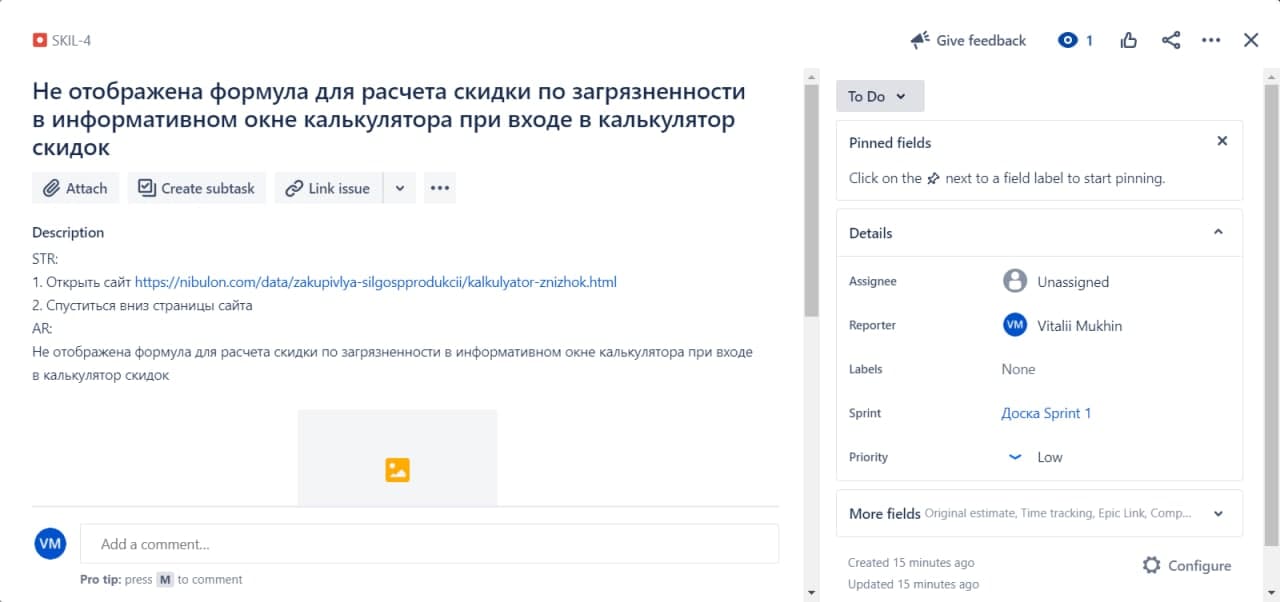 SKIL-4
Give feedback
1
Не отображена формула для расчета скидки по загрязненности
в информативном окне калькулятора при входе в калькулятор
скидок
Attach
Create subtask
Link issue
Description
STR:
1. Открыть сайт https://nibulon.com/data/zakupivlya-silgospprodukcii/kalkulyator-znizhok.html
2. Спуститься вниз страницы сайта
AR:
Не отображена формула для расчета скидки по загрязненности в информативном окне калькулятора при входе
в калькулятор скидок
VM
Add a comment...
Pro tip: press M to comment
To Do
Pinned fields
Click on the next to a field label to start pinning.
Details
Assignee
Unassigned
Reporter
VM Vitalii Mukhin
Labels
None
Sprint
Доска Sprint 1
Priority
Low
More fields Original estimate, Time tracking, Epic Link, Comp...
Created 15 minutes ago
Configure
Updated 15 minutes ago